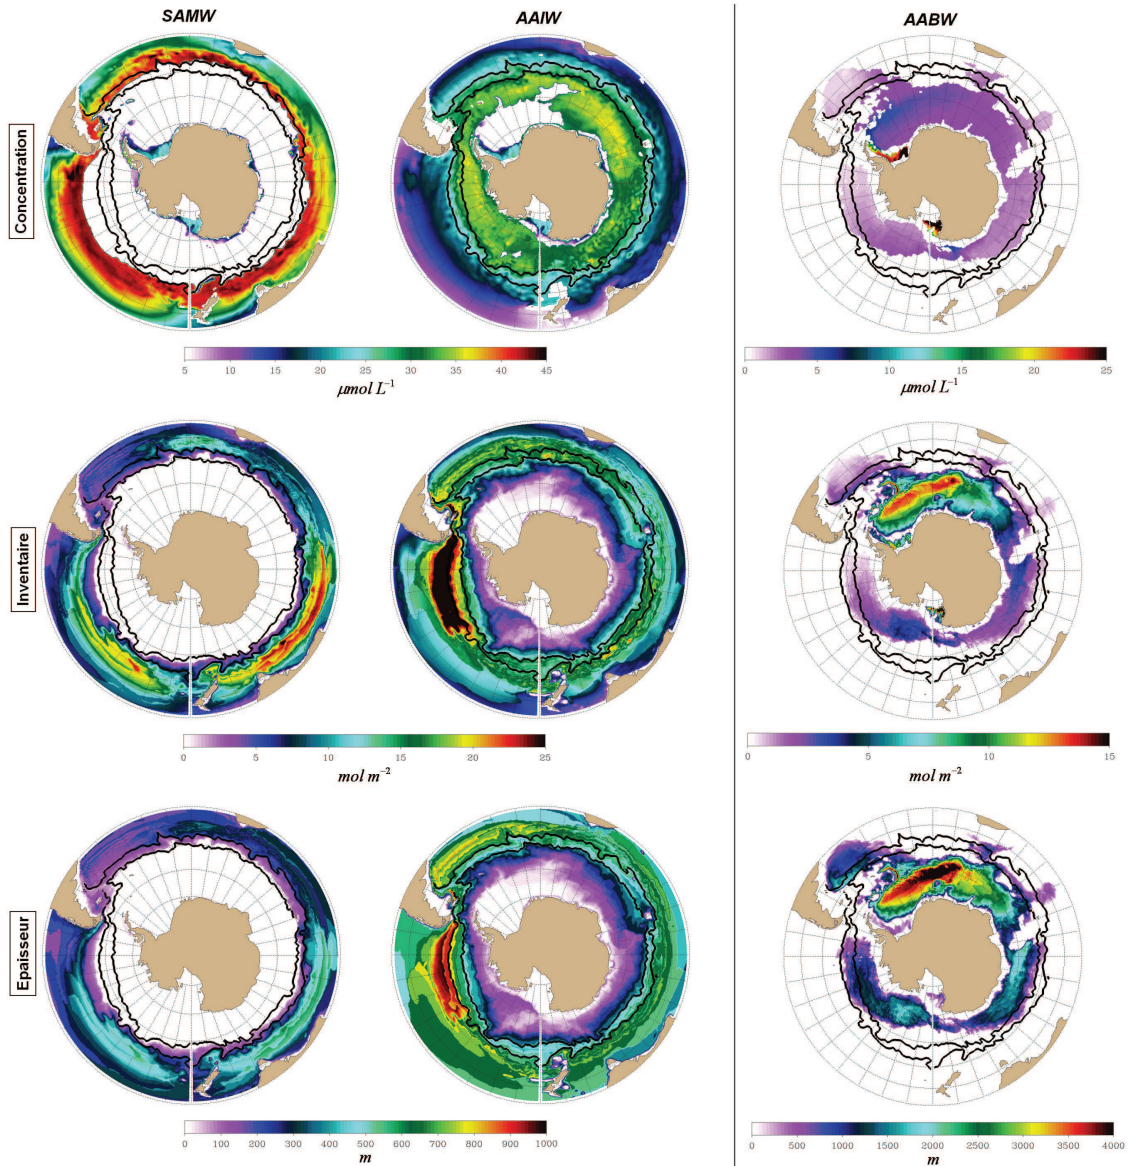 SAMW AAIW AABW
Concentration
5 10 15 20 25 30 35 40 45
μmol L⁻¹
0 5 10 15 20 25
μmol L⁻¹
Inventaire
0 5 10 15 20 25
mol m⁻²
0 5 10 15
mol m⁻²
Epaisseur
0 100 200 300 400 500 600 700 800 900 1000
m
0 500 1000 1500 2000 2500 3000 3500 4000
m